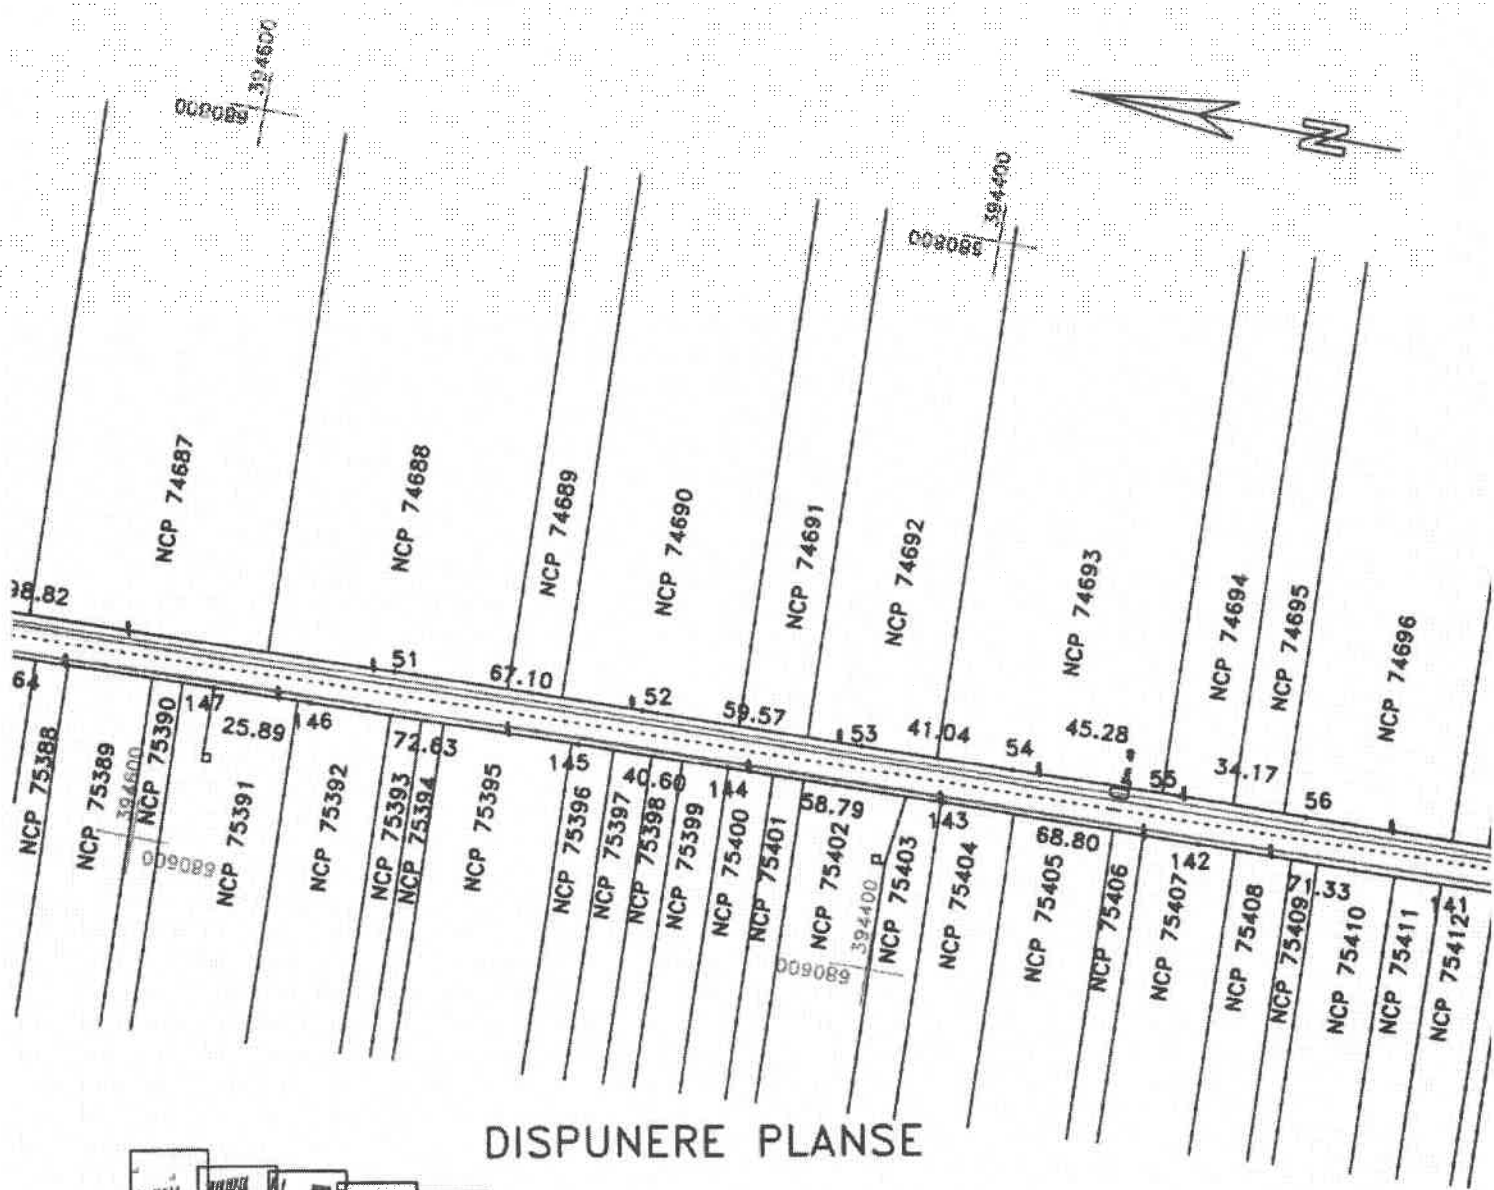 394600
680800
394400
680800
N
NCP 74687
NCP 74688
NCP 74689
NCP 74690
NCP 74691
NCP 74692
NCP 74693
NCP 74694
NCP 74695
NCP 74696
98.82
51
67.10
52
59.57
53
41.04
54
45.28
55
34.17
56
64
147
25.89
146
72.63
145
40.60
144
58.79
143
68.80
142
71.33
141
NCP 75388
NCP 75389
394600
680600
NCP 75390
NCP 75391
NCP 75392
NCP 75393
NCP 75394
NCP 75395
NCP 75396
NCP 75397
NCP 75398
NCP 75399
NCP 75400
NCP 75401
NCP 75402
394400
680600
NCP 75403
NCP 75404
NCP 75405
NCP 75406
NCP 75407
NCP 75408
NCP 75409
NCP 75410
NCP 75411
NCP 75412
DISPUNERE PLANSE